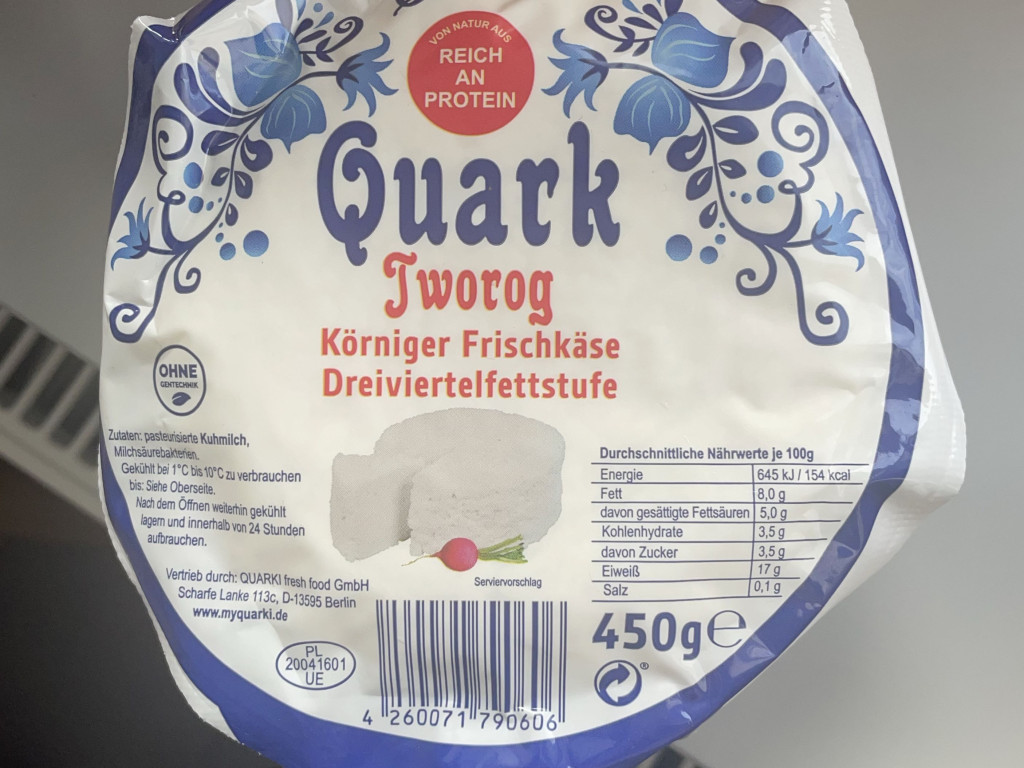 VON NATUR AUS
REICH
AN
PROTEIN
Quark
Tworog
Körniger Frischkäse
Dreiviertelfettstufe
OHNE
GENTECHNIK
Zutaten: pasteurisierte Kuhmilch,
Milchsäurebakterien.
Gekühlt bei 1°C bis 10°C zu verbrauchen
bis: Siehe Oberseite.
Nach dem Öffnen weiterhin gekühlt
lagern und innerhalb von 24 Stunden
aufbrauchen.
Vertrieb durch: QUARKI fresh food GmbH
Scharfe Lanke 113c, D-13595 Berlin
www.myquarki.de
PL
20041601
UE
Serviervorschlag
4 260071 790606
Durchschnittliche Nährwerte je 100g
Energie 645 kJ / 154 kcal
Fett 8,0 g
davon gesättigte Fettsäuren 5,0 g
Kohlenhydrate 3,5 g
davon Zucker 3,5 g
Eiweiß 17 g
Salz 0,1 g
450g e
®